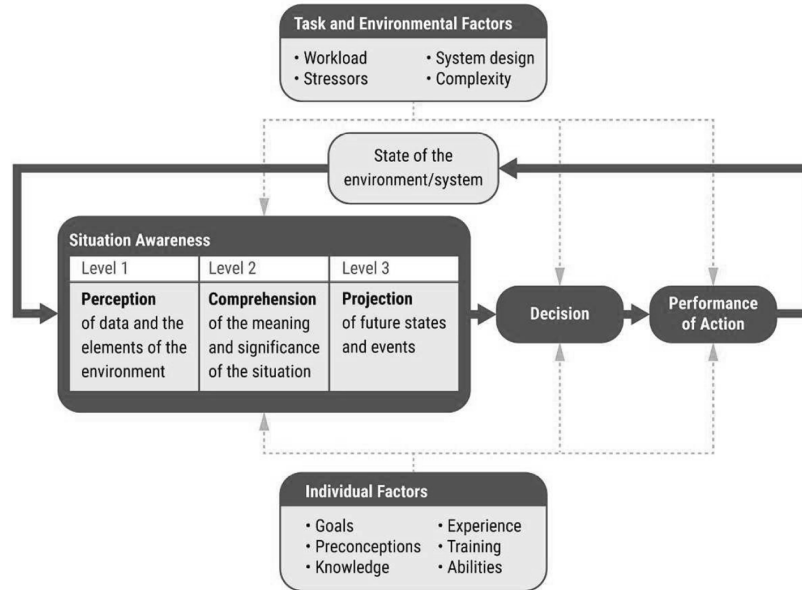 Task and Environmental Factors
• Workload • System design
• Stressors • Complexity
State of the
environment/system
Situation Awareness
Level 1 Level 2 Level 3
Perception Comprehension Projection
of data and the of the meaning of future states
elements of the and significance and events
environment of the situation
Decision
Performance
of Action
Individual Factors
• Goals • Experience
• Preconceptions • Training
• Knowledge • Abilities